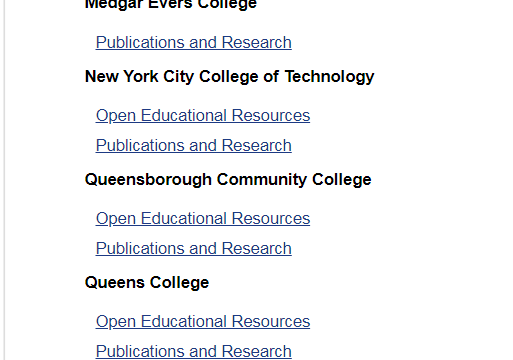 Medgar Evers College
Publications and Research
New York City College of Technology
Open Educational Resources
Publications and Research
Queensborough Community College
Open Educational Resources
Publications and Research
Queens College
Open Educational Resources
Publications and Research